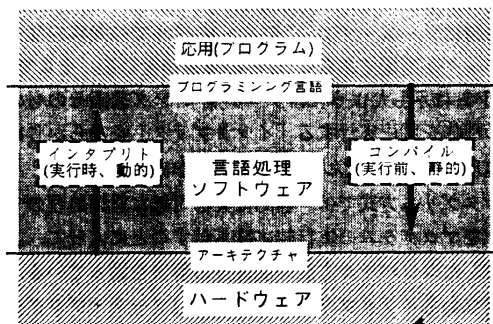 応用(プログラム)
プログラミンング言語
インタプリト
(実行時、動的)
言語処理
ソフトウェア
コンパイル
(実行前、静的)
アーキテクチャ
ハードウェア